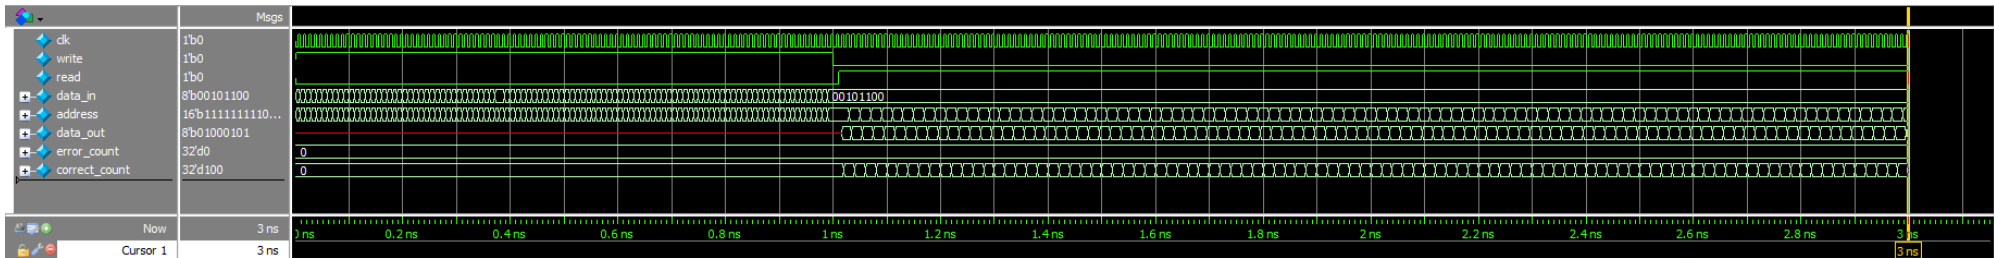 Msgs
clk 1'b0
write 1'b0
read 1'b0
data_in 8'b00101100 00101100
address 16'b1111111110...
data_out 8'b01000101
error_count 32'd0 0
correct_count 32'd100 0
Now 3 ns ns 0.2 ns 0.4 ns 0.6 ns 0.8 ns 1 ns 1.2 ns 1.4 ns 1.6 ns 1.8 ns 2 ns 2.2 ns 2.4 ns 2.6 ns 2.8 ns 3 ns
Cursor 1 3 ns 3 ns